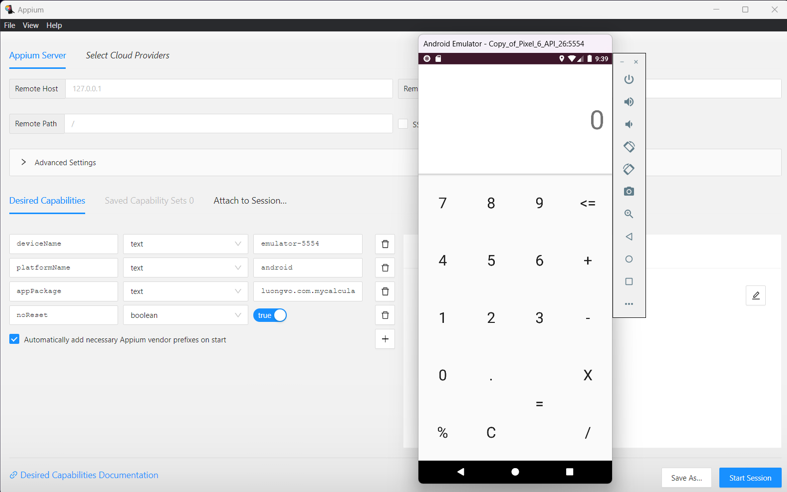 Appium
File View Help
Appium Server Select Cloud Providers
Remote Host 127.0.0.1 Rem
Remote Path / SS
Advanced Settings
Desired Capabilities Saved Capability Sets 0 Attach to Session...
deviceName text emulator-5554
platformName text android
appPackage text luongvo.com.mycalcula
noReset boolean true
Automatically add necessary Appium vendor prefixes on start
Desired Capabilities Documentation
Save As... Start Session
Android Emulator - Copy_of_Pixel_6_API_26:5554
9:39
0
7 8 9 <=
4 5 6 +
1 2 3 -
0 . X
=
% C /